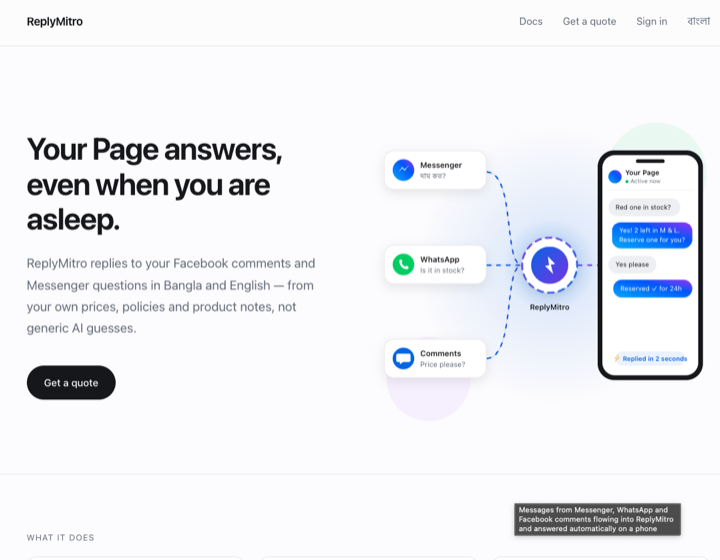 ReplyMitro
Docs
Get a quote
Sign in
বাংলা
Your Page answers,
even when you are
asleep.
ReplyMitro replies to your Facebook comments and
Messenger questions in Bangla and English — from
your own prices, policies and product notes, not
generic AI guesses.
Get a quote
Messenger
দাম কত?
WhatsApp
Is it in stock?
Comments
Price please?
ReplyMitro
Your Page
Active now
Red one in stock?
Yes! 2 left in M & L.
Reserve one for you?
Yes please
Reserved ✓ for 24h
⚡ Replied in 2 seconds
Messages from Messenger, WhatsApp and
Facebook comments flowing into ReplyMitro
and answered automatically on a phone
WHAT IT DOES